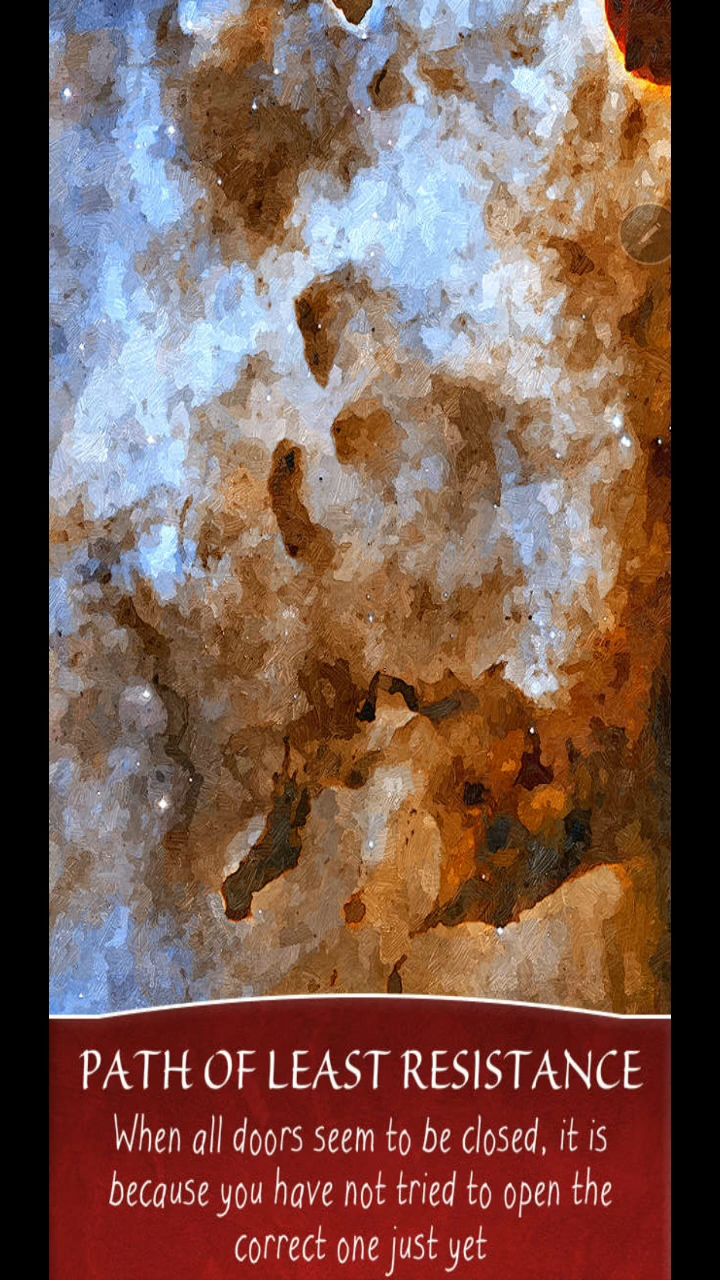 PATH OF LEAST RESISTANCE
When all doors seem to be closed, it is
because you have not tried to open the
correct one just yet